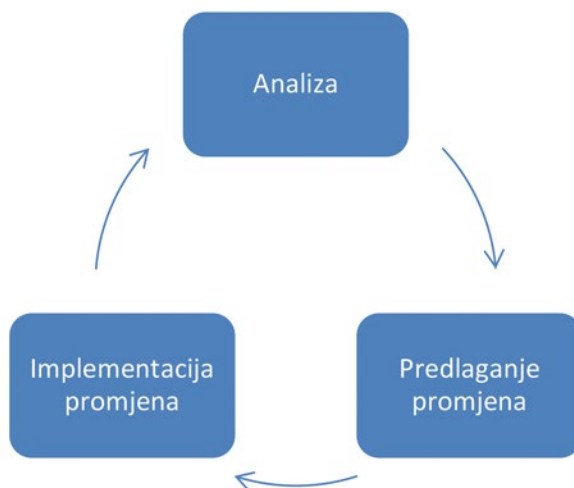 Analiza
Implementacija
promjena
Predlaganje
promjena